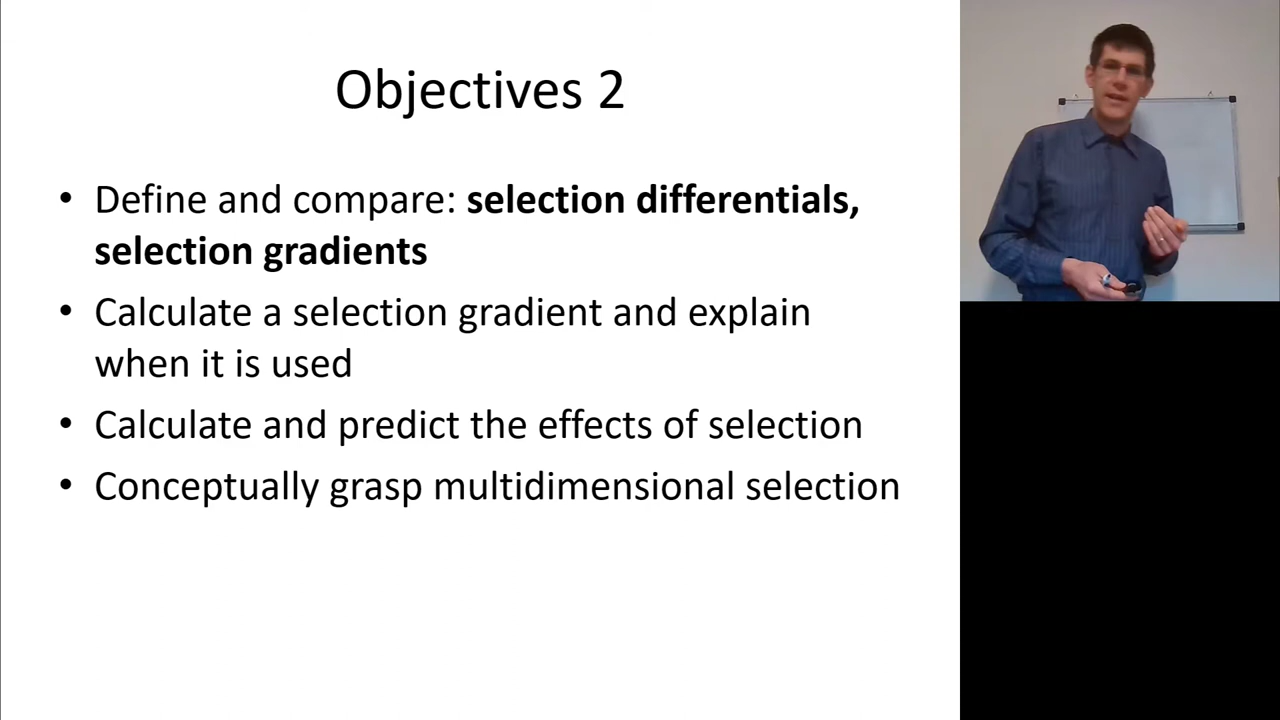 Objectives 2
• Define and compare: selection differentials,
selection gradients
• Calculate a selection gradient and explain
when it is used
• Calculate and predict the effects of selection
• Conceptually grasp multidimensional selection